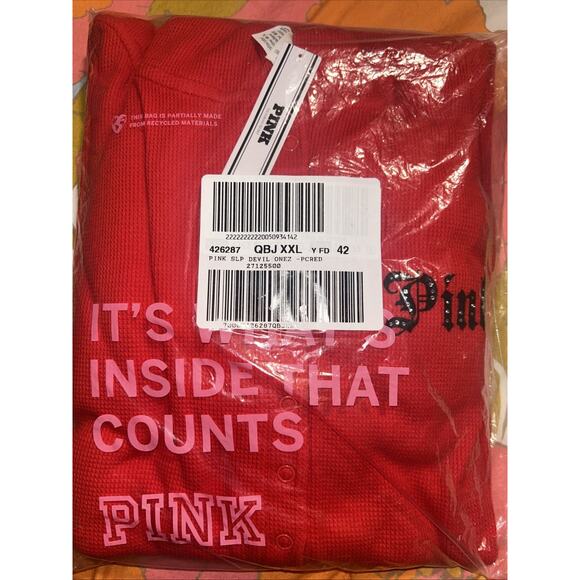 THIS BAG IS PARTIALLY MADE
FROM RECYCLED MATERIALS
PINK
22222222220050934142
426287 QBJ XXL Y FD 42
PINK SLP DEVIL ONEZ -PCRED
27125500
Pink
IT'S WHAT'S
INSIDE THAT
COUNTS
PINK